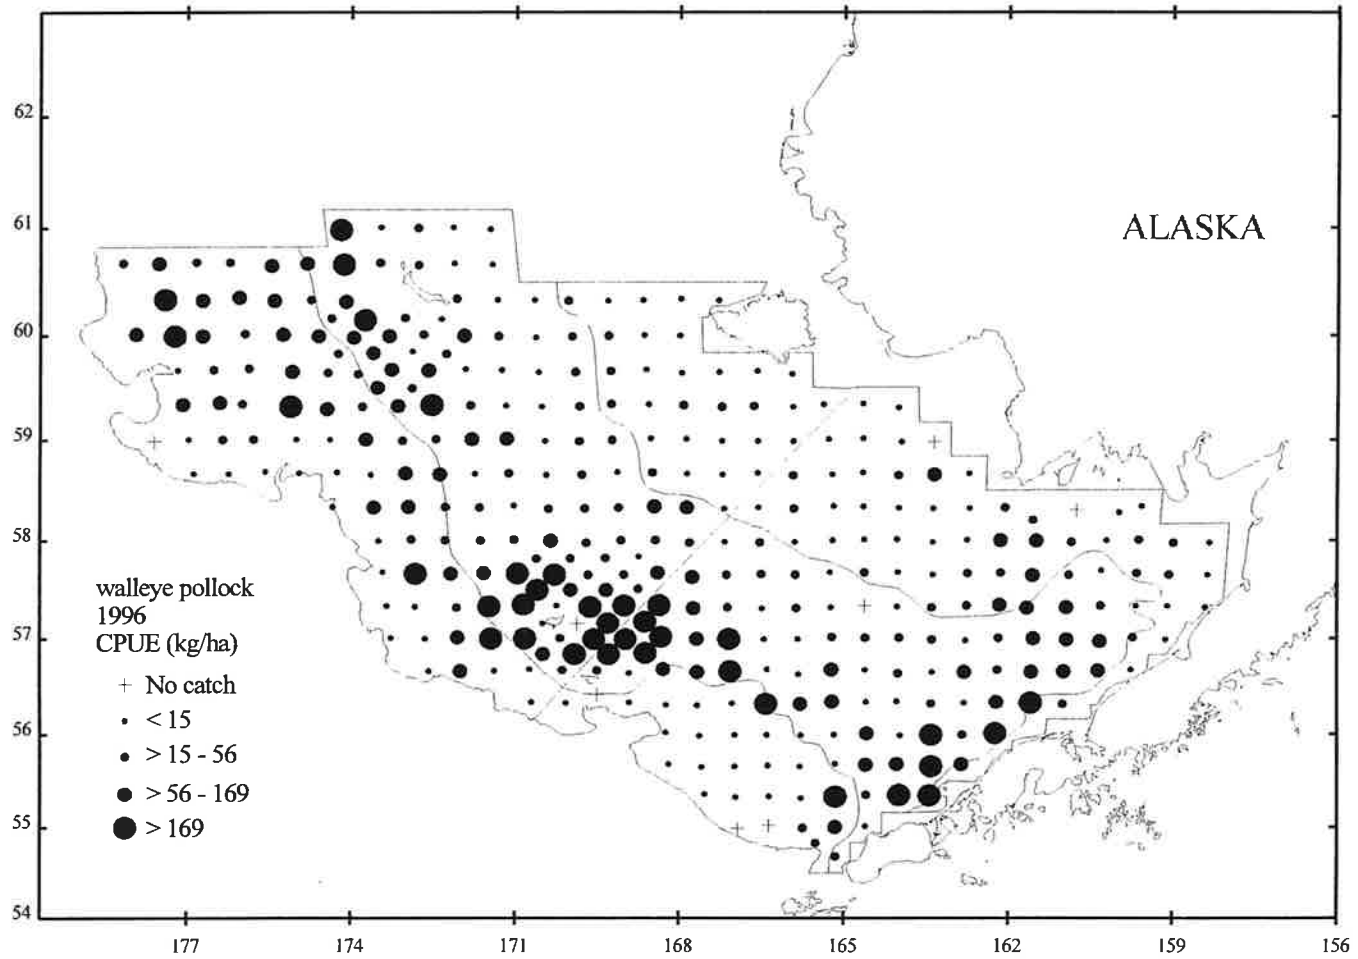 62
61
60
59
58
57
56
55
54
ALASKA
walleye pollock
1996
CPUE (kg/ha)
+ No catch
< 15
> 15 - 56
> 56 - 169
> 169
177 174 171 168 165 162 159 156